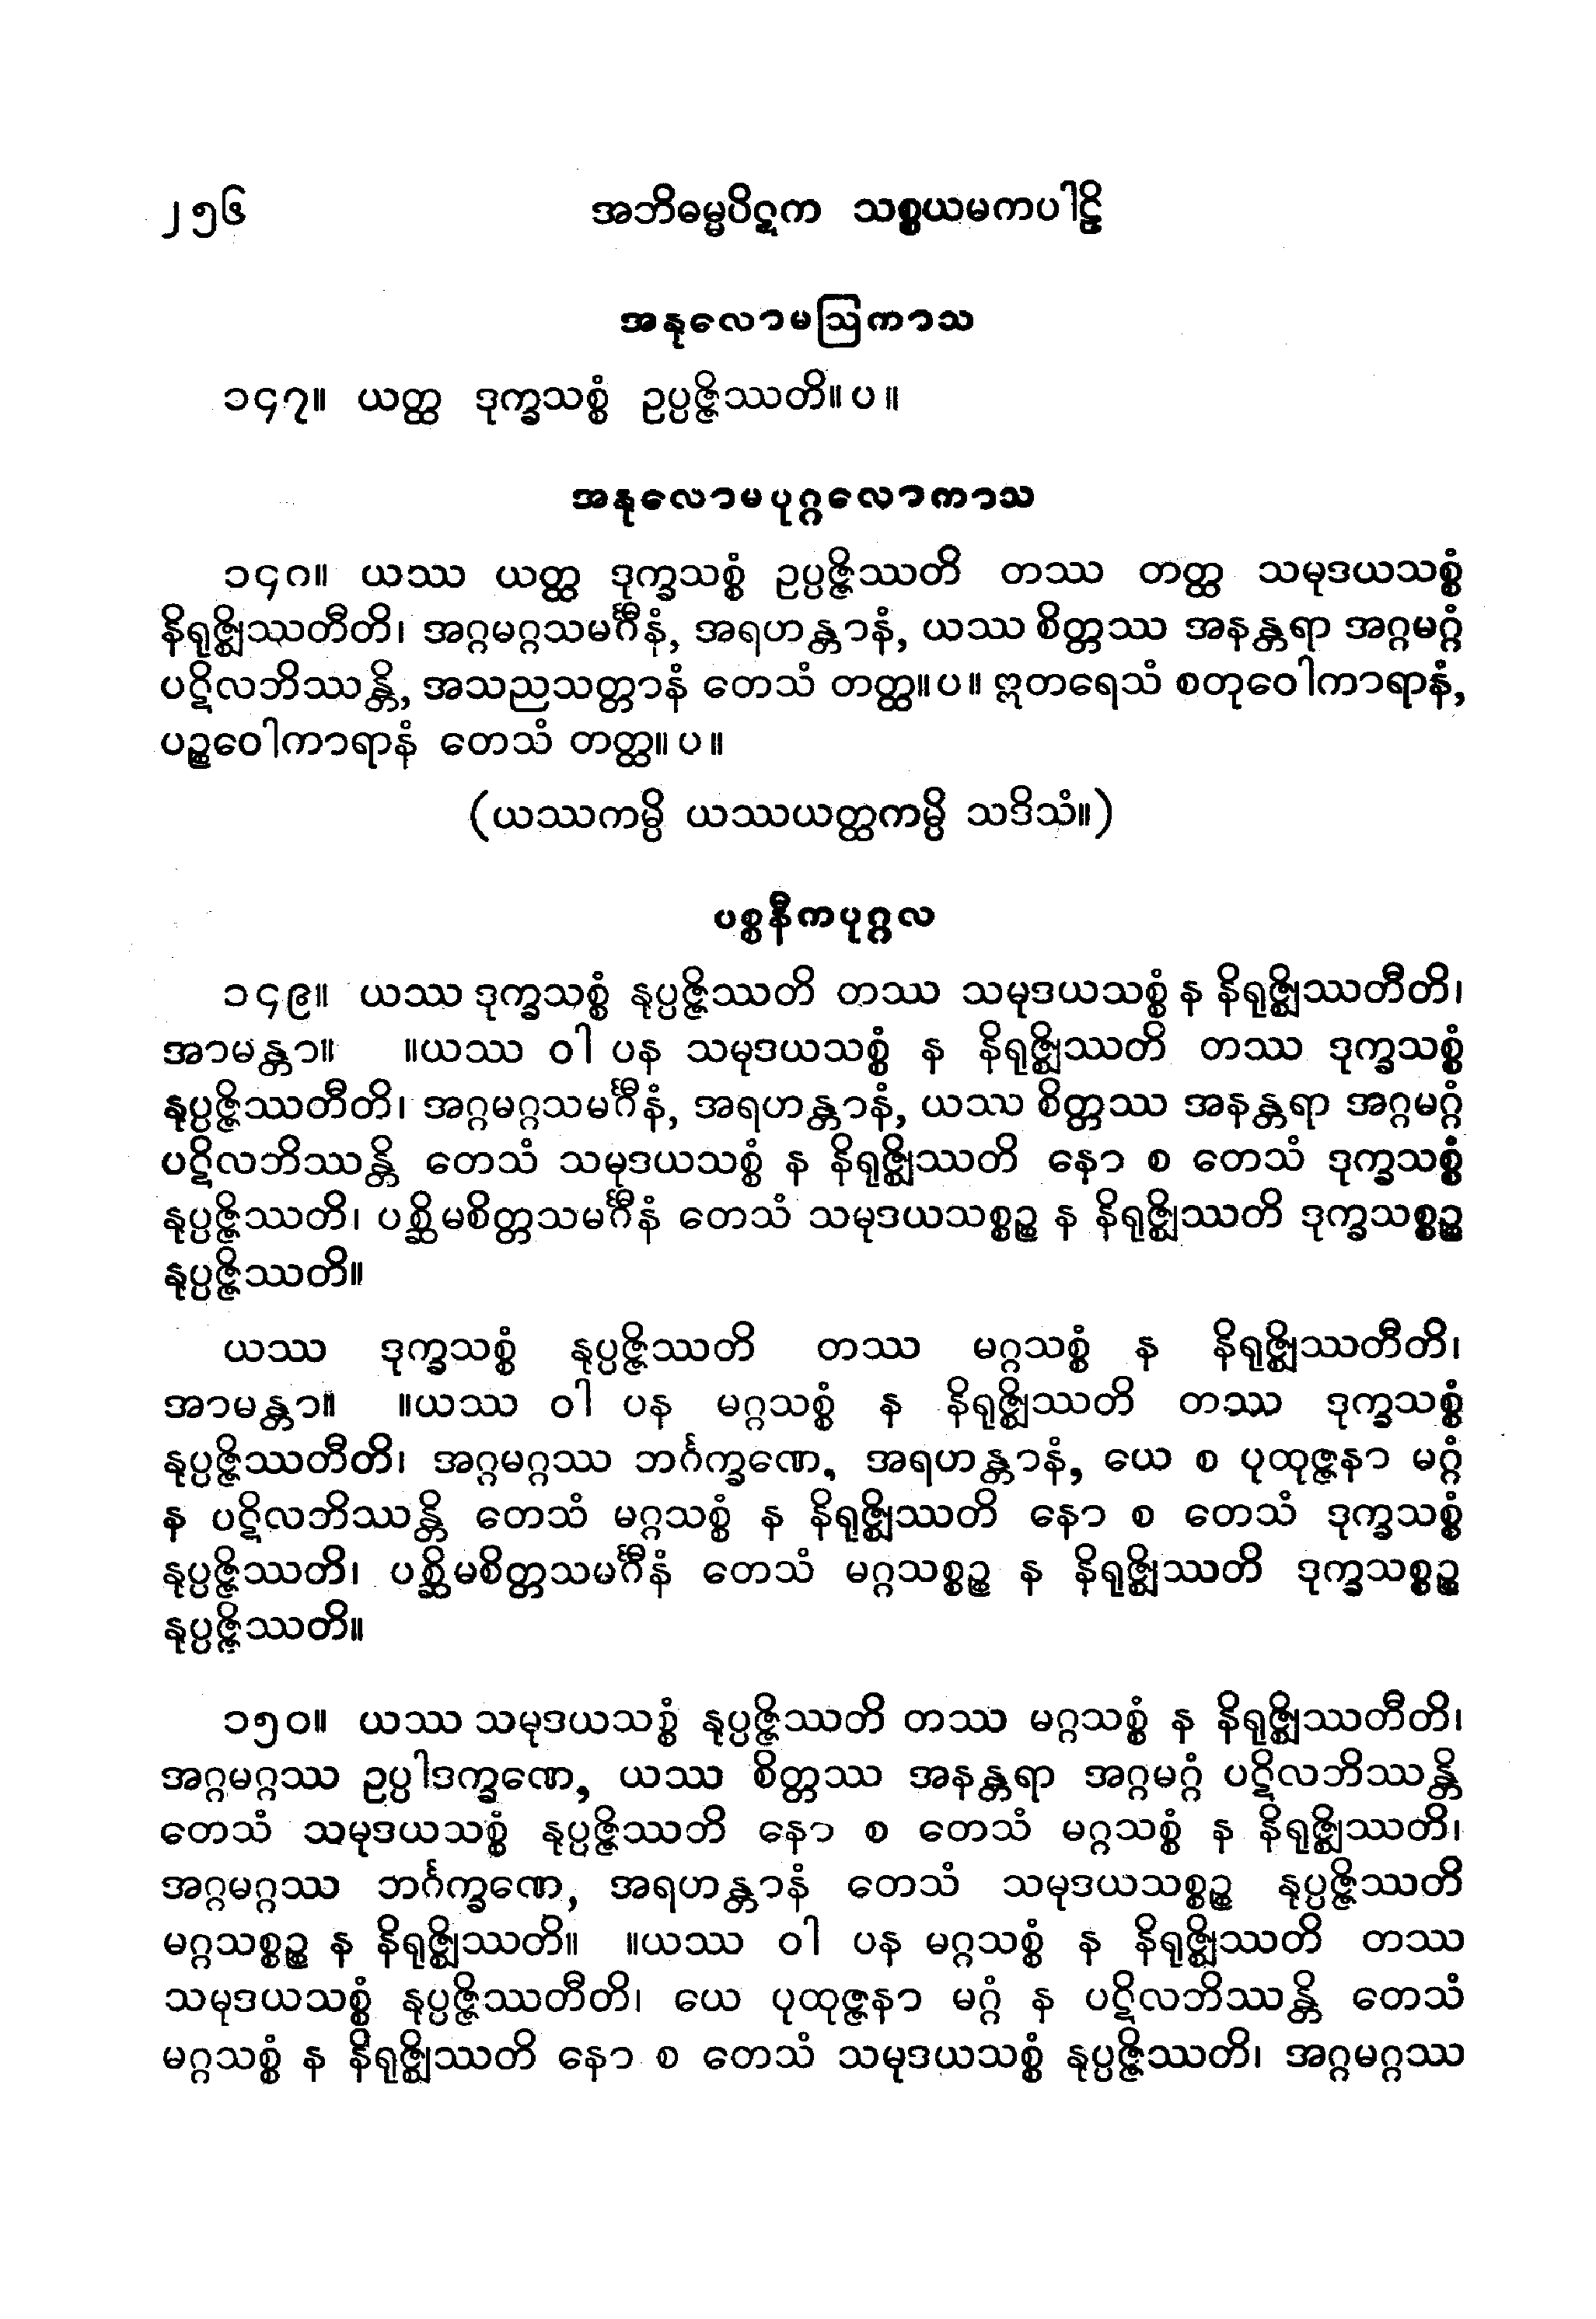 ၂၅၆ အဘိဓမ္မပိဋက သစ္စယမကပါဠိ
အနုလောမဩကာသ
၁၄၇။ ယတ္ထ ဒုက္ခသစ္စံ ဥပ္ပဇ္ဇိဿတိ။ ပ ။
အနုလောမပုဂ္ဂလောကာသ
၁၄၈။ ယဿ ယတ္ထ ဒုက္ခသစ္စံ ဥပ္ပဇ္ဇိဿတိ တဿ တတ္ထ သမုဒယသစ္စံ
နိရုဇ္ဈိဿတီတိ၊ အဂ္ဂမဂ္ဂသမင်္ဂီနံ, အရဟန္တာနံ, ယဿ စိတ္တဿ အနန္တရာ အဂ္ဂမဂ္ဂံ
ပဋိလဘိဿန္တိ, အသညသတ္တာနံ တေသံ တတ္ထ။ ပ။ ဣတရေသံ စတုဝေါကာရာနံ,
ပဉ္စဝေါကာရာနံ တေသံ တတ္ထ။ ပ။
(ယဿကမ္ပိ ယဿယတ္ထကမ္ပိ သဒိသံ။)
ပစ္စနီကပုဂ္ဂလ
၁၄၉။ ယဿ ဒုက္ခသစ္စံ နုပ္ပဇ္ဇိဿတိ တဿ သမုဒယသစ္စံ န နိရုဇ္ဈိဿတီတိ၊
အာမန္တာ။ ။ယဿ ဝါ ပန သမုဒယသစ္စံ န နိရုဇ္ဈိဿတိ တဿ ဒုက္ခသစ္စံ
နုပ္ပဇ္ဇိဿတီတိ၊ အဂ္ဂမဂ္ဂသမင်္ဂီနံ, အရဟန္တာနံ, ယဿ စိတ္တဿ အနန္တရာ အဂ္ဂမဂ္ဂံ
ပဋိလဘိဿန္တိ တေသံ သမုဒယသစ္စံ န နိရုဇ္ဈိဿတိ နော စ တေသံ ဒုက္ခသစ္စံ
နုပ္ပဇ္ဇိဿတိ၊ ပစ္ဆိမစိတ္တသမင်္ဂီနံ တေသံ သမုဒယသစ္စဉ္စ န နိရုဇ္ဈိဿတိ ဒုက္ခသစ္စဉ္စ
နုပ္ပဇ္ဇိဿတိ။
ယဿ ဒုက္ခသစ္စံ နုပ္ပဇ္ဇိဿတိ တဿ မဂ္ဂသစ္စံ န နိရုဇ္ဈိဿတီတိ၊
အာမန္တာ။ ။ယဿ ဝါ ပန မဂ္ဂသစ္စံ န နိရုဇ္ဈိဿတိ တဿ ဒုက္ခသစ္စံ
နုပ္ပဇ္ဇိဿတီတိ၊ အဂ္ဂမဂ္ဂဿ ဘင်္ဂက္ခဏေ, အရဟန္တာနံ, ယေ စ ပုထုဇ္ဇနာ မဂ္ဂံ
န ပဋိလဘိဿန္တိ တေသံ မဂ္ဂသစ္စံ န နိရုဇ္ဈိဿတိ နော စ တေသံ ဒုက္ခသစ္စံ
နုပ္ပဇ္ဇိဿတိ၊ ပစ္ဆိမစိတ္တသမင်္ဂီနံ တေသံ မဂ္ဂသစ္စဉ္စ န နိရုဇ္ဈိဿတိ ဒုက္ခသစ္စဉ္စ
နုပ္ပဇ္ဇိဿတိ။
၁၅၀။ ယဿ သမုဒယသစ္စံ နုပ္ပဇ္ဇိဿတိ တဿ မဂ္ဂသစ္စံ န နိရုဇ္ဈိဿတီတိ၊
အဂ္ဂမဂ္ဂဿ ဥပ္ပါဒက္ခဏေ, ယဿ စိတ္တဿ အနန္တရာ အဂ္ဂမဂ္ဂံ ပဋိလဘိဿန္တိ
တေသံ သမုဒယသစ္စံ နုပ္ပဇ္ဇိဿတိ နော စ တေသံ မဂ္ဂသစ္စံ န နိရုဇ္ဈိဿတိ၊
အဂ္ဂမဂ္ဂဿ ဘင်္ဂက္ခဏေ, အရဟန္တာနံ တေသံ သမုဒယသစ္စဉ္စ နုပ္ပဇ္ဇိဿတိ
မဂ္ဂသစ္စဉ္စ န နိရုဇ္ဈိဿတိ။ ။ယဿ ဝါ ပန မဂ္ဂသစ္စံ န နိရုဇ္ဈိဿတိ တဿ
သမုဒယသစ္စံ နုပ္ပဇ္ဇိဿတီတိ၊ ယေ ပုထုဇ္ဇနာ မဂ္ဂံ န ပဋိလဘိဿန္တိ တေသံ
မဂ္ဂသစ္စံ န နိရုဇ္ဈိဿတိ နော စ တေသံ သမုဒယသစ္စံ နုပ္ပဇ္ဇိဿတိ၊ အဂ္ဂမဂ္ဂဿ